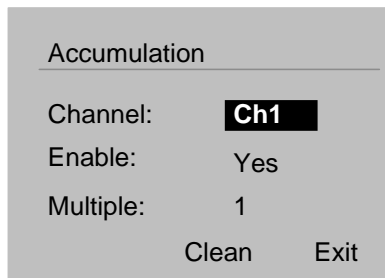 Accumulation
Channel: Ch1
Enable: Yes
Multiple: 1
Clean Exit